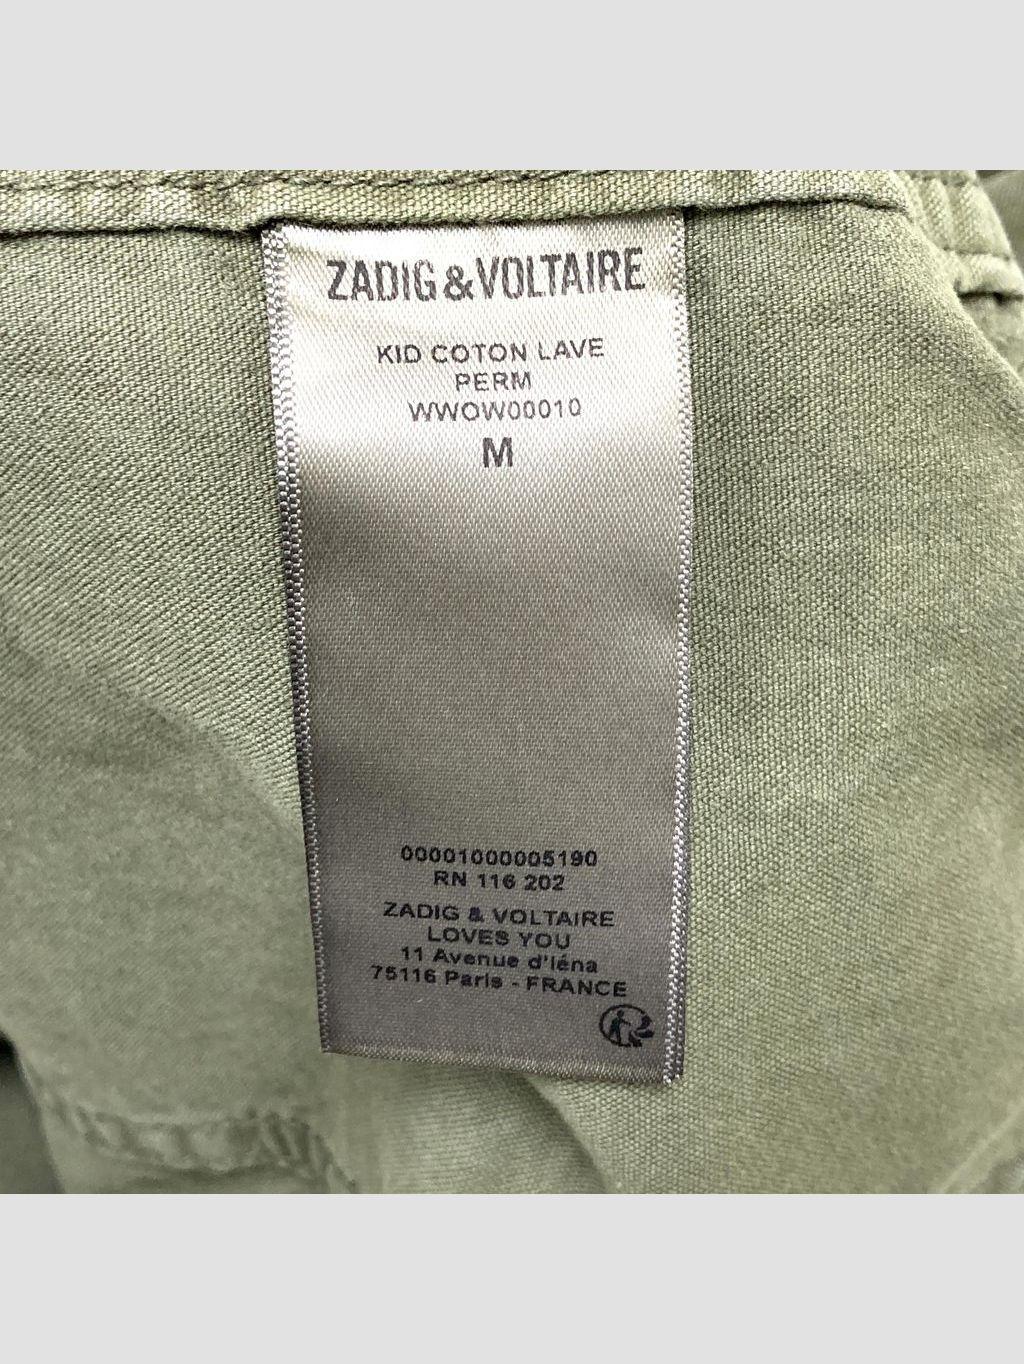 ZADIG & VOLTAIRE
KID COTON LAVE
PERM
WWOW00010
M
00001000005190
RN 116 202
ZADIG & VOLTAIRE
LOVES YOU
11 Avenue d'Iéna
75116 Paris - FRANCE